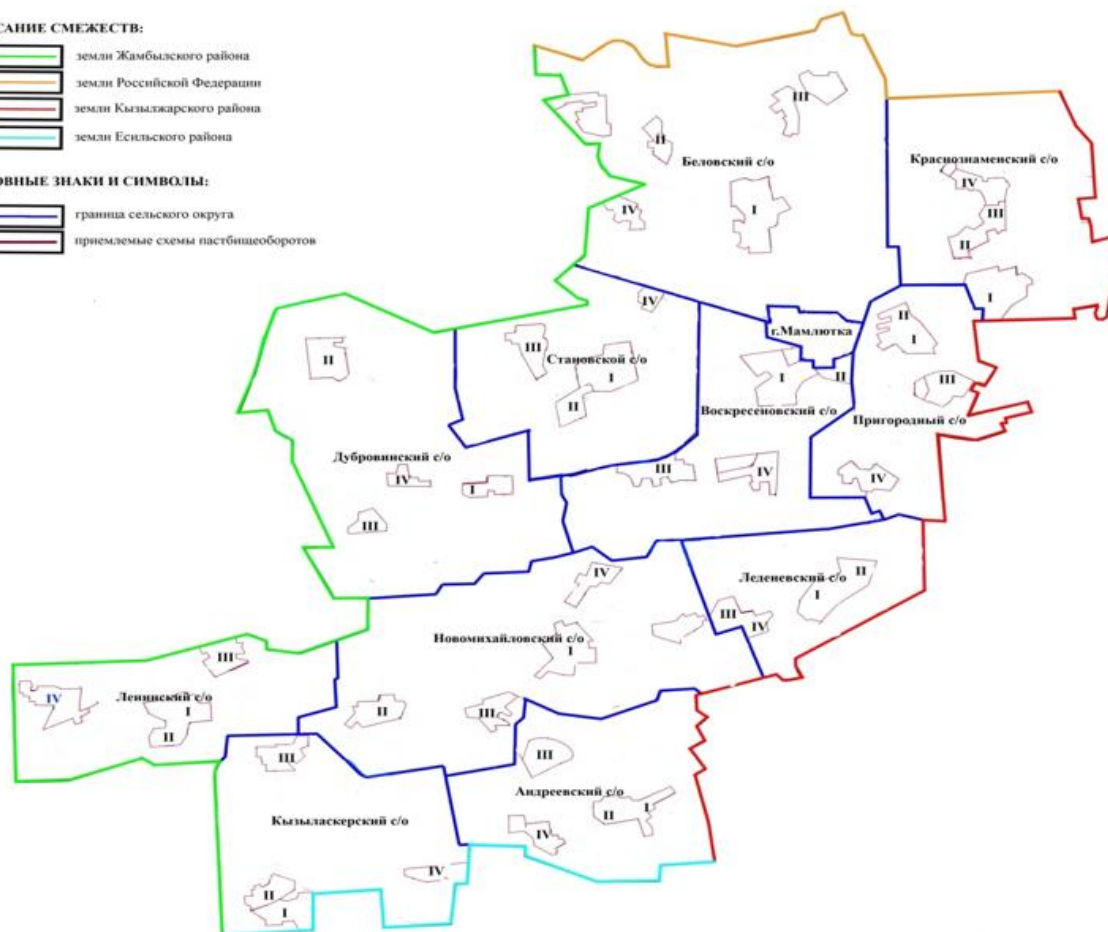 САНИЕ СМЕЖЕСТВ:
земли Жамбылского района
земли Российской Федерации
земли Кызылжарского района
земли Есильского района
ОВНЫЕ ЗНАКИ И СИМВОЛЫ:
граница сельского округа
приемлемые схемы пастбищеоборотов
III
II
Беловский с/о
IV
I
Краснознаменский с/о
IV
III
II
I
IV
III
Становской с/о
I
II
г.Мамлютка
I
II
Воскресеновский с/о
III
IV
II
I
III
Пригородный с/о
IV
II
Дубровинский с/о
IV
I
III
Леденевский с/о
II
I
III
IV
IV
Новомихайловский с/о
I
II
III
III
Ленинский с/о
IV
I
II
III
Кызыласкерский с/о
IV
II
I
III
Андреевский с/о
I
II
IV